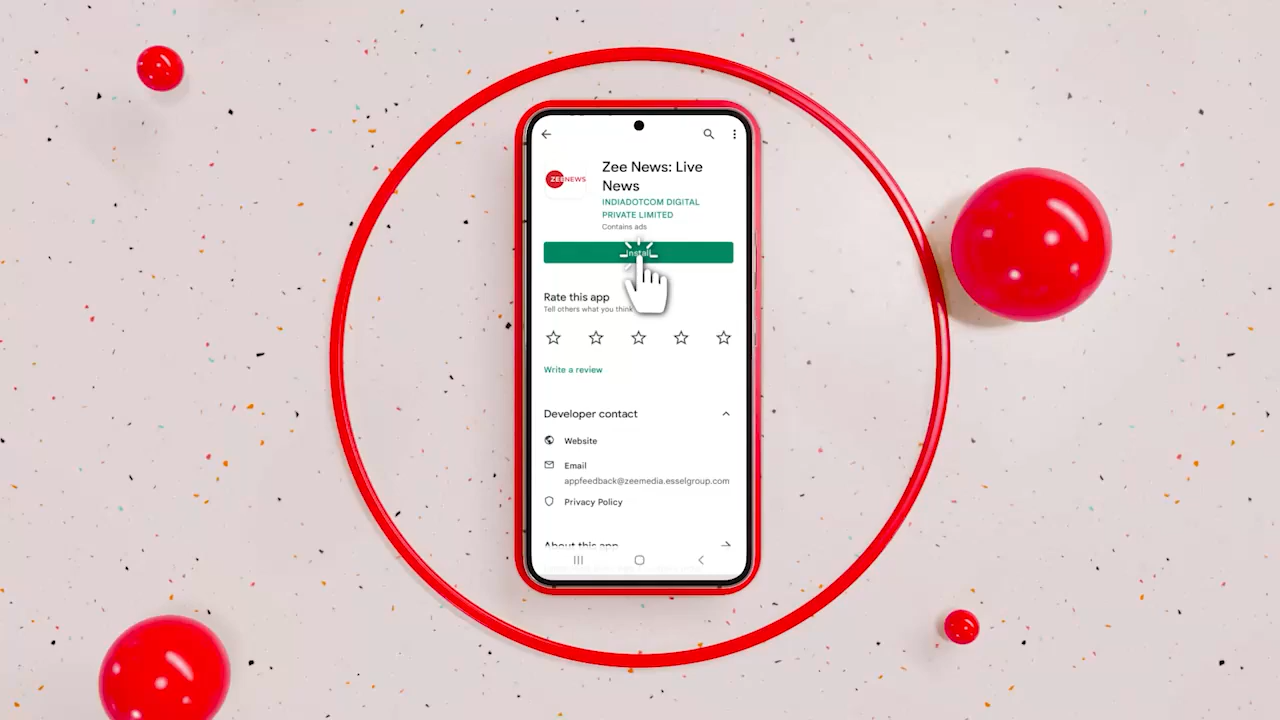 Zee News: Live
News
ZEENEWS
INDIADOTCOM DIGITAL
PRIVATE LIMITED
Contains ads
Install
Rate this app
Tell others what you think
Write a review
Developer contact
Website
Email
appfeedback@zeemedia.esselgroup.com
Privacy Policy
About this app